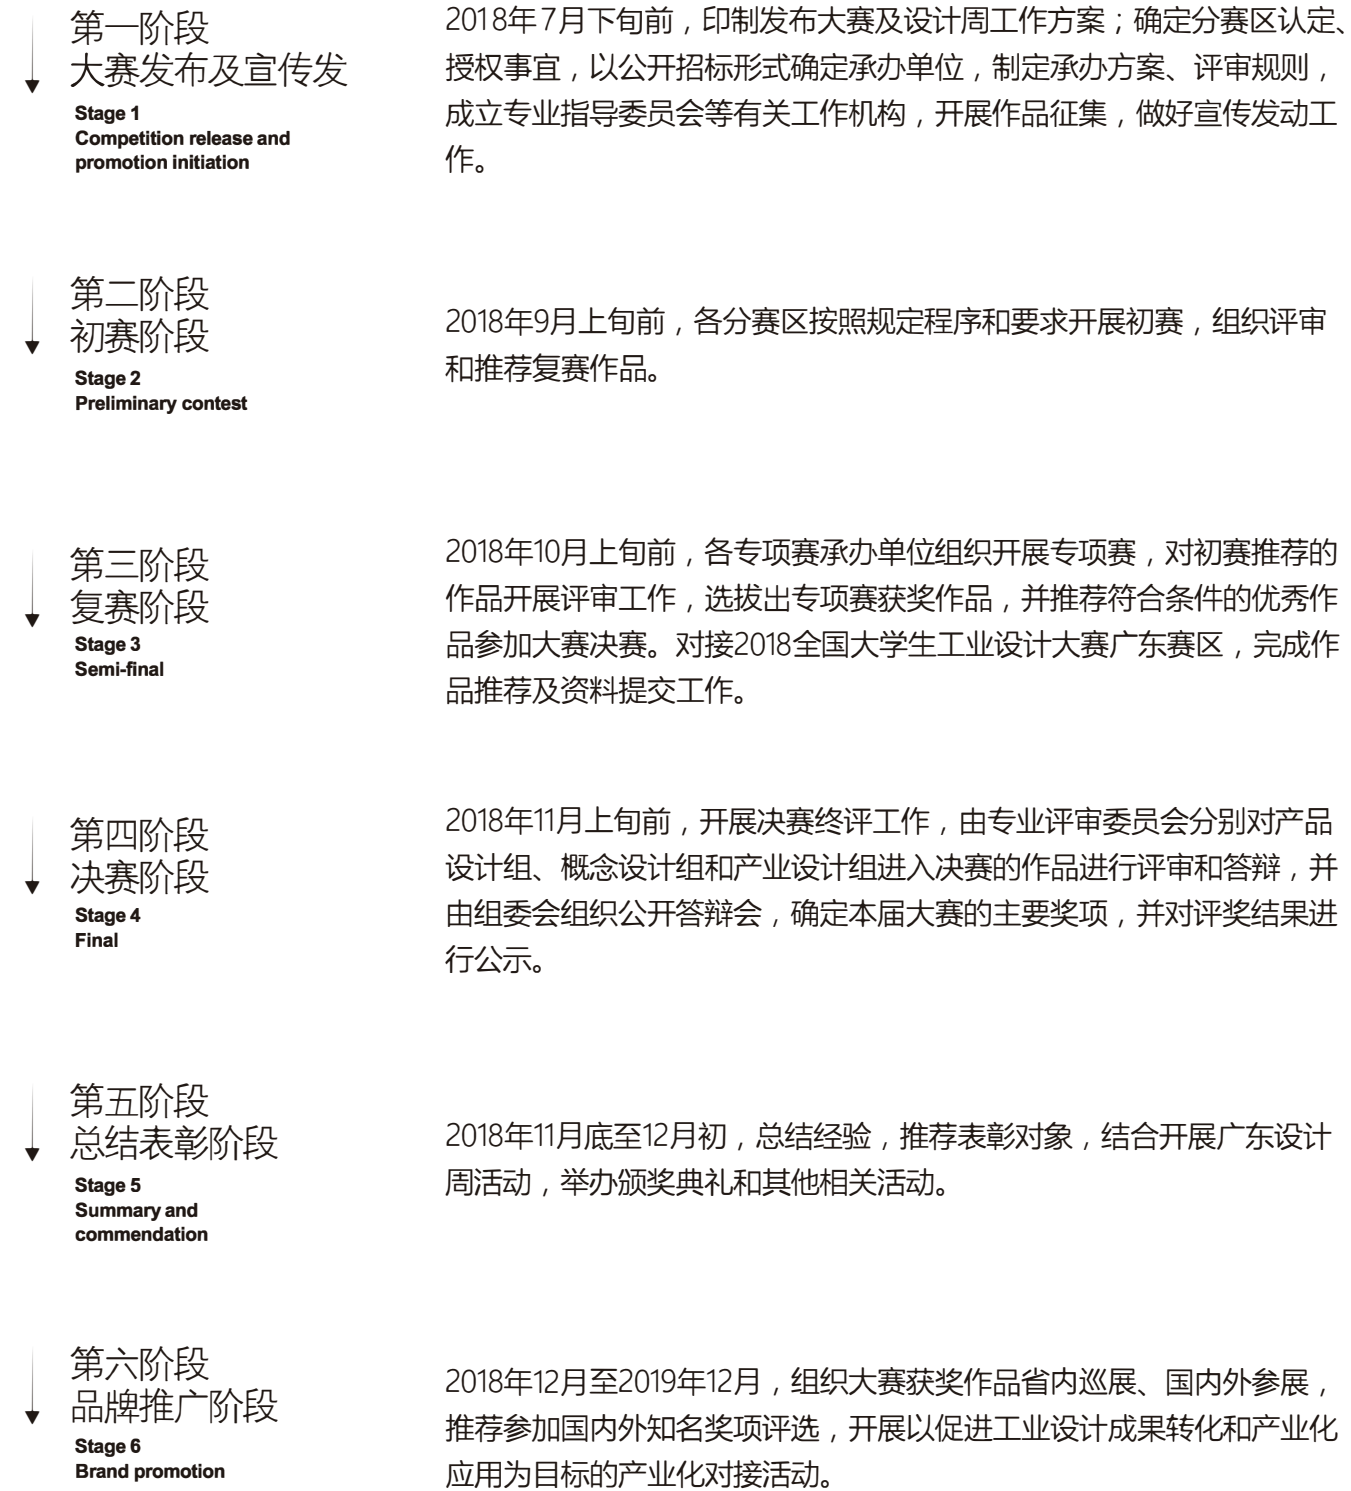 第一阶段
大赛发布及宣传发
Stage 1
Competition release and
promotion initiation
2018年7月下旬前，印制发布大赛及设计周工作方案；确定分赛区认定、
授权事宜，以公开招标形式确定承办单位，制定承办方案、评审规则，
成立专业指导委员会等有关工作机构，开展作品征集，做好宣传发动工
作。
第二阶段
初赛阶段
Stage 2
Preliminary contest
2018年9月上旬前，各分赛区按照规定程序和要求开展初赛，组织评审
和推荐复赛作品。
第三阶段
复赛阶段
Stage 3
Semi-final
2018年10月上旬前，各专项赛承办单位组织开展专项赛，对初赛推荐的
作品开展评审工作，选拔出专项赛获奖作品，并推荐符合条件的优秀作
品参加大赛决赛。对接2018全国大学生工业设计大赛广东赛区，完成作
品推荐及资料提交工作。
第四阶段
决赛阶段
Stage 4
Final
2018年11月上旬前，开展决赛终评工作，由专业评审委员会分别对产品
设计组、概念设计组和产业设计组进入决赛的作品进行评审和答辩，并
由组委会组织公开答辩会，确定本届大赛的主要奖项，并对评奖结果进
行公示。
第五阶段
总结表彰阶段
Stage 5
Summary and
commendation
2018年11月底至12月初，总结经验，推荐表彰对象，结合开展广东设计
周活动，举办颁奖典礼和其他相关活动。
第六阶段
品牌推广阶段
Stage 6
Brand promotion
2018年12月至2019年12月，组织大赛获奖作品省内巡展、国内外参展，
推荐参加国内外知名奖项评选，开展以促进工业设计成果转化和产业化
应用为目标的产业化对接活动。